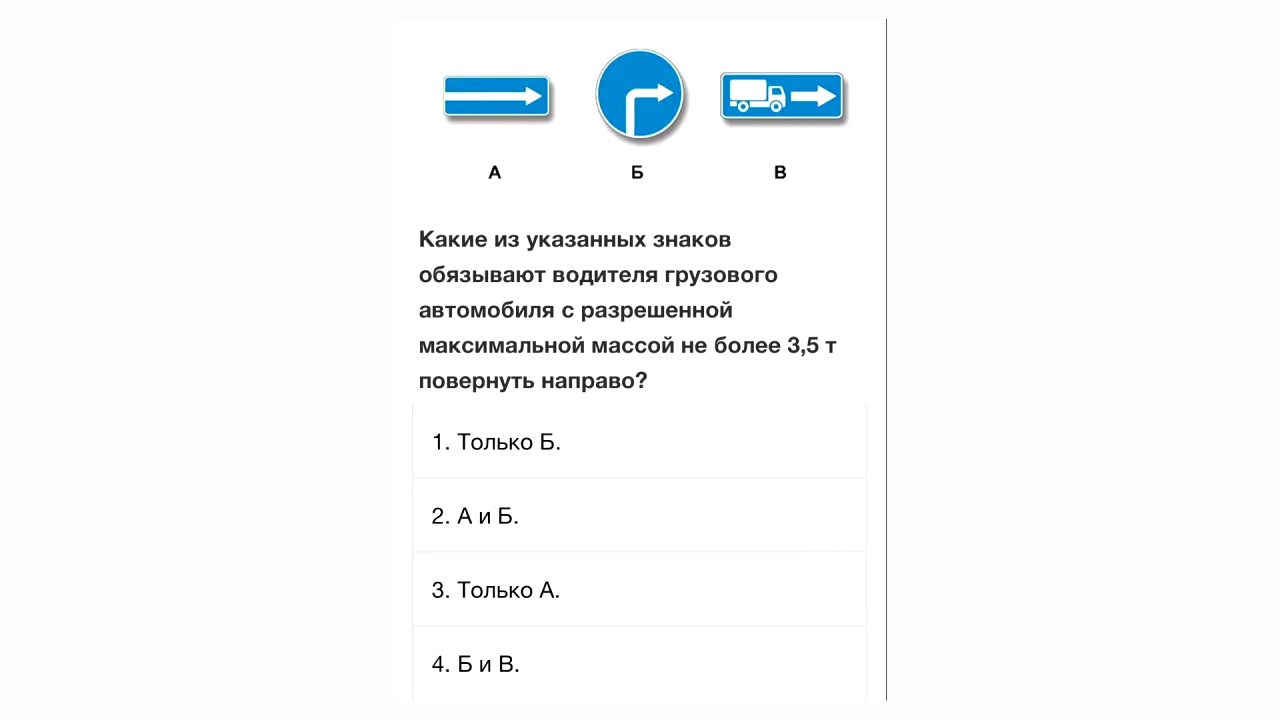 А Б В
Какие из указанных знаков
обязывают водителя грузового
автомобиля с разрешенной
максимальной массой не более 3,5 т
повернуть направо?
1. Только Б.
2. А и Б.
3. Только А.
4. Б и В.